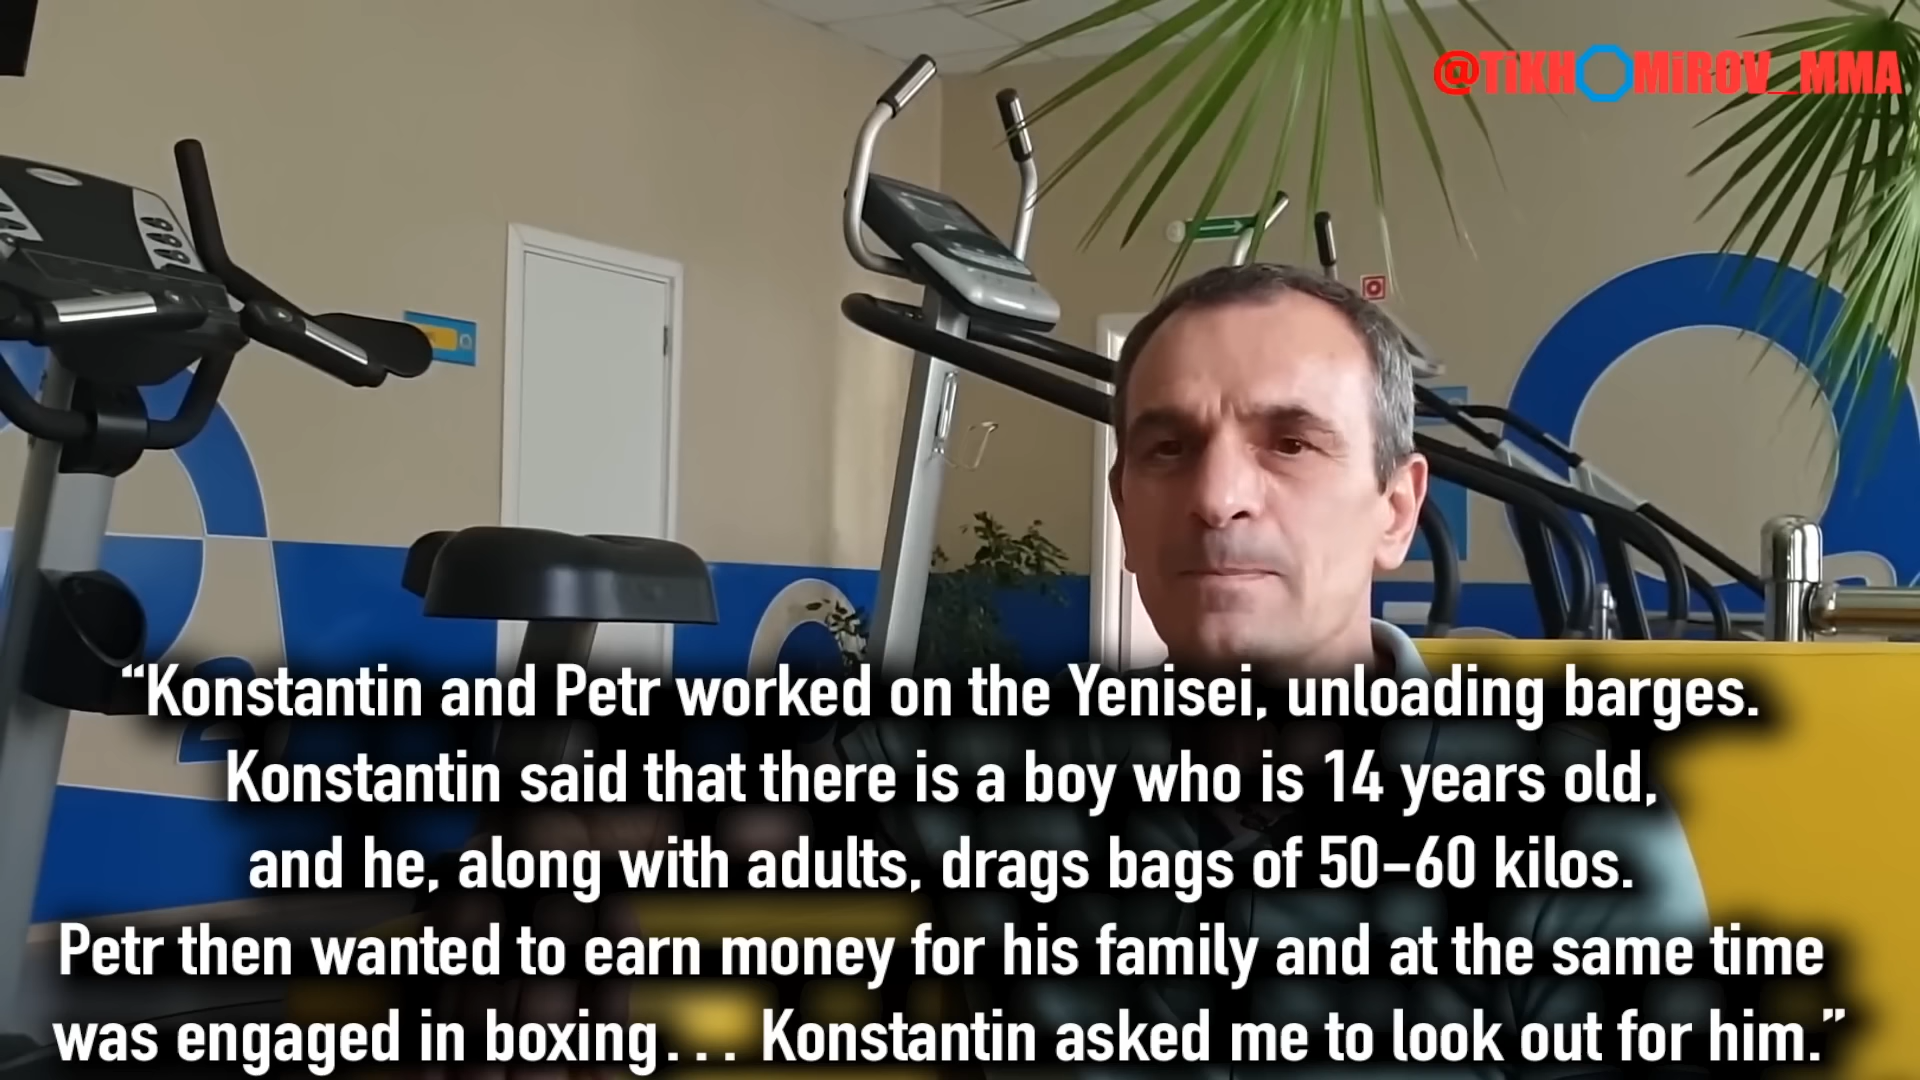 @TiKHOMiROV_MMA
“Konstantin and Petr worked on the Yenisei, unloading barges.
Konstantin said that there is a boy who is 14 years old,
and he, along with adults, drags bags of 50–60 kilos.
Petr then wanted to earn money for his family and at the same time
was engaged in boxing... Konstantin asked me to look out for him.”